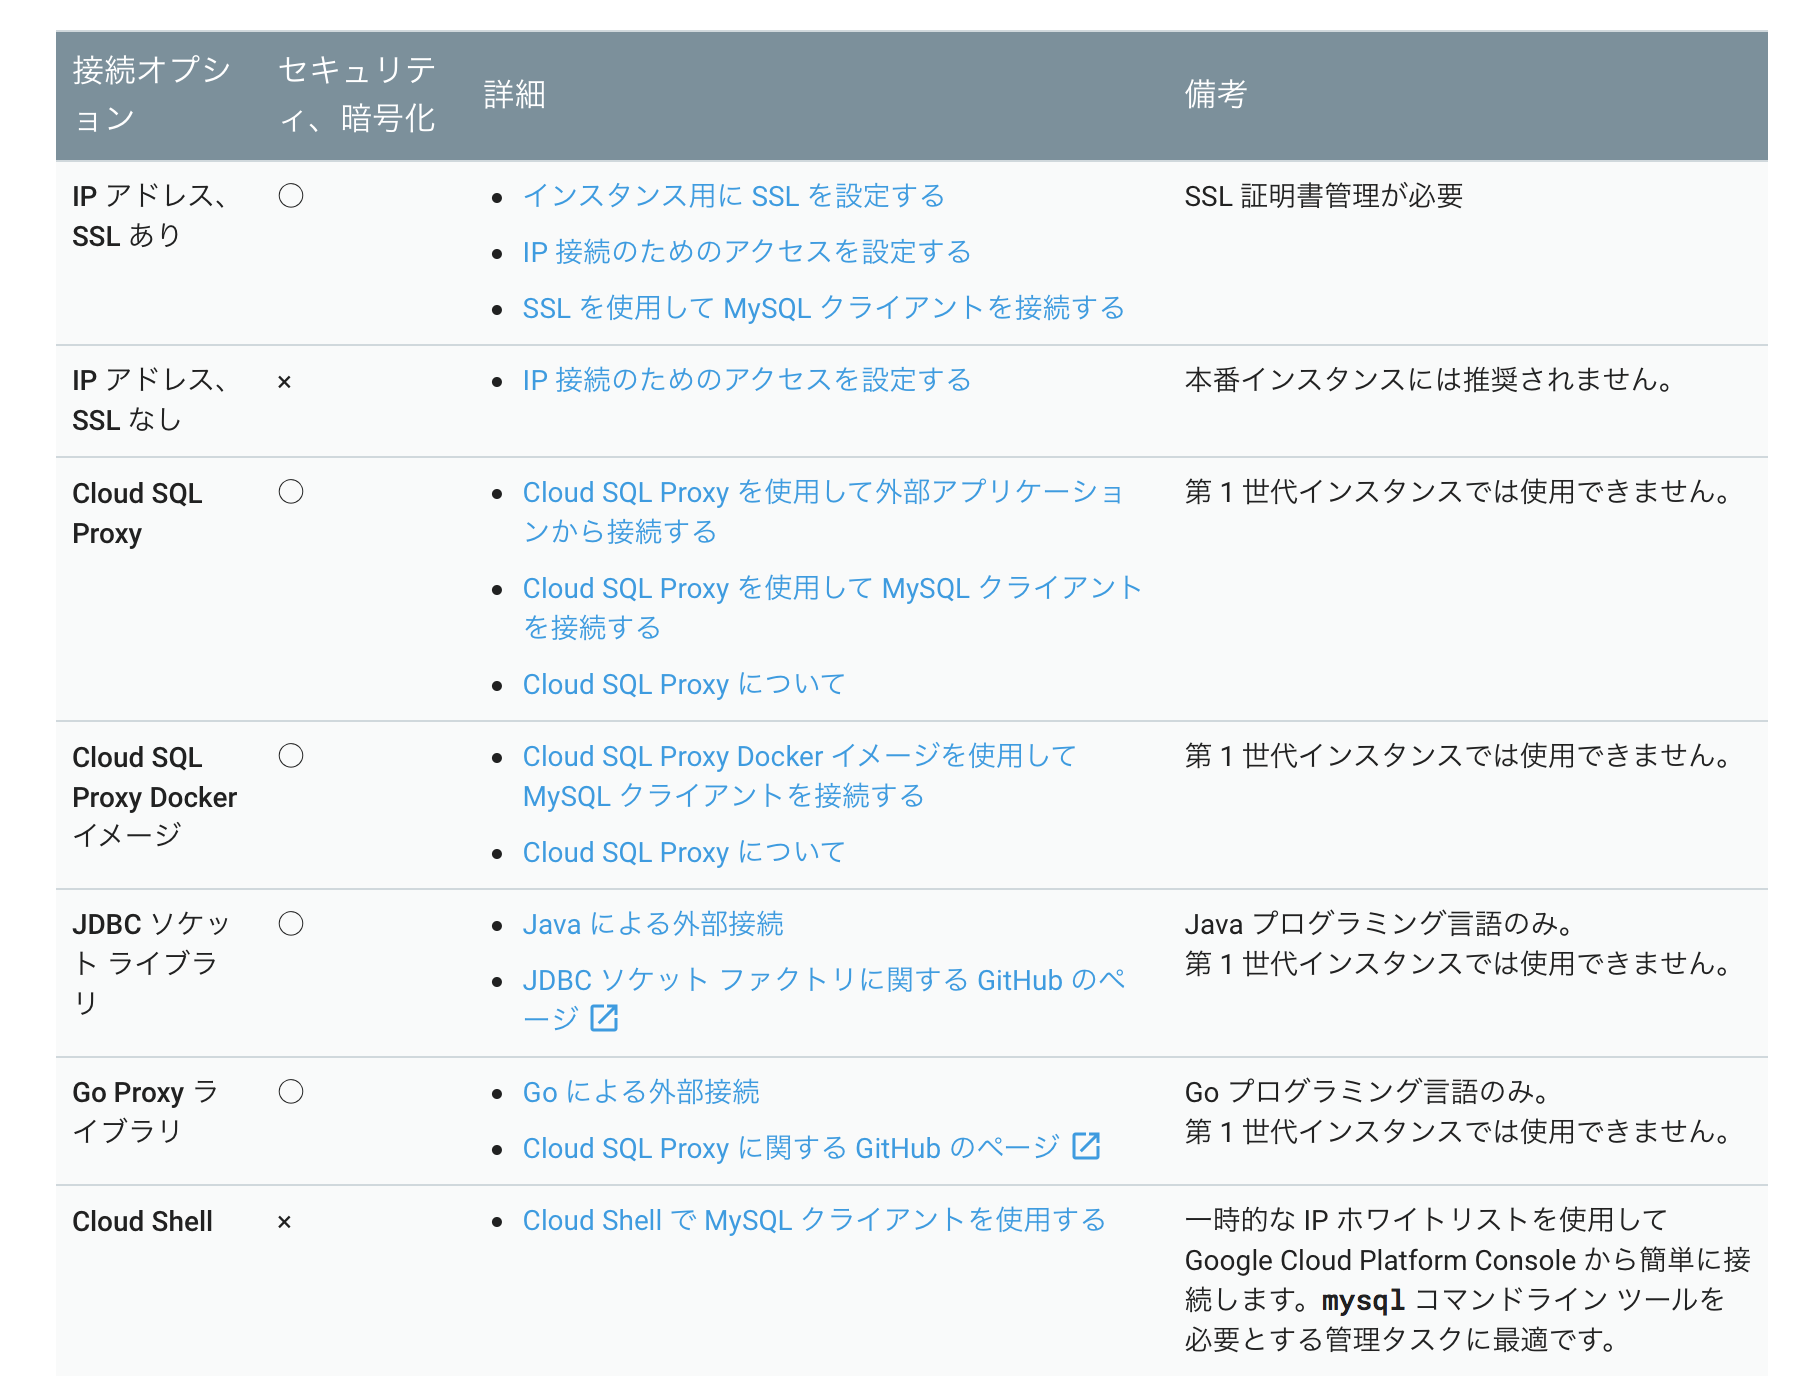 接続オプシ
ョン
セキュリテ
ィ、暗号化
詳細
備考
IP アドレス、
SSL あり
〇
• インスタンス用に SSL を設定する
• IP 接続のためのアクセスを設定する
• SSL を使用して MySQL クライアントを接続する
SSL 証明書管理が必要
IP アドレス、
SSL なし
×
• IP 接続のためのアクセスを設定する
本番インスタンスには推奨されません。
Cloud SQL
Proxy
〇
• Cloud SQL Proxy を使用して外部アプリケーショ
ンから接続する
• Cloud SQL Proxy を使用して MySQL クライアント
を接続する
• Cloud SQL Proxy について
第 1 世代インスタンスでは使用できません。
Cloud SQL
Proxy Docker
イメージ
〇
• Cloud SQL Proxy Docker イメージを使用して
MySQL クライアントを接続する
• Cloud SQL Proxy について
第 1 世代インスタンスでは使用できません。
JDBC ソケッ
ト ライブラ
リ
〇
• Java による外部接続
• JDBC ソケット ファクトリに関する GitHub のペ
ージ
Java プログラミング言語のみ。
第 1 世代インスタンスでは使用できません。
Go Proxy ラ
イブラリ
〇
• Go による外部接続
• Cloud SQL Proxy に関する GitHub のページ
Go プログラミング言語のみ。
第 1 世代インスタンスでは使用できません。
Cloud Shell
×
• Cloud Shell で MySQL クライアントを使用する
一時的な IP ホワイトリストを使用して
Google Cloud Platform Console から簡単に接
続します。mysql コマンドライン ツールを
必要とする管理タスクに最適です。